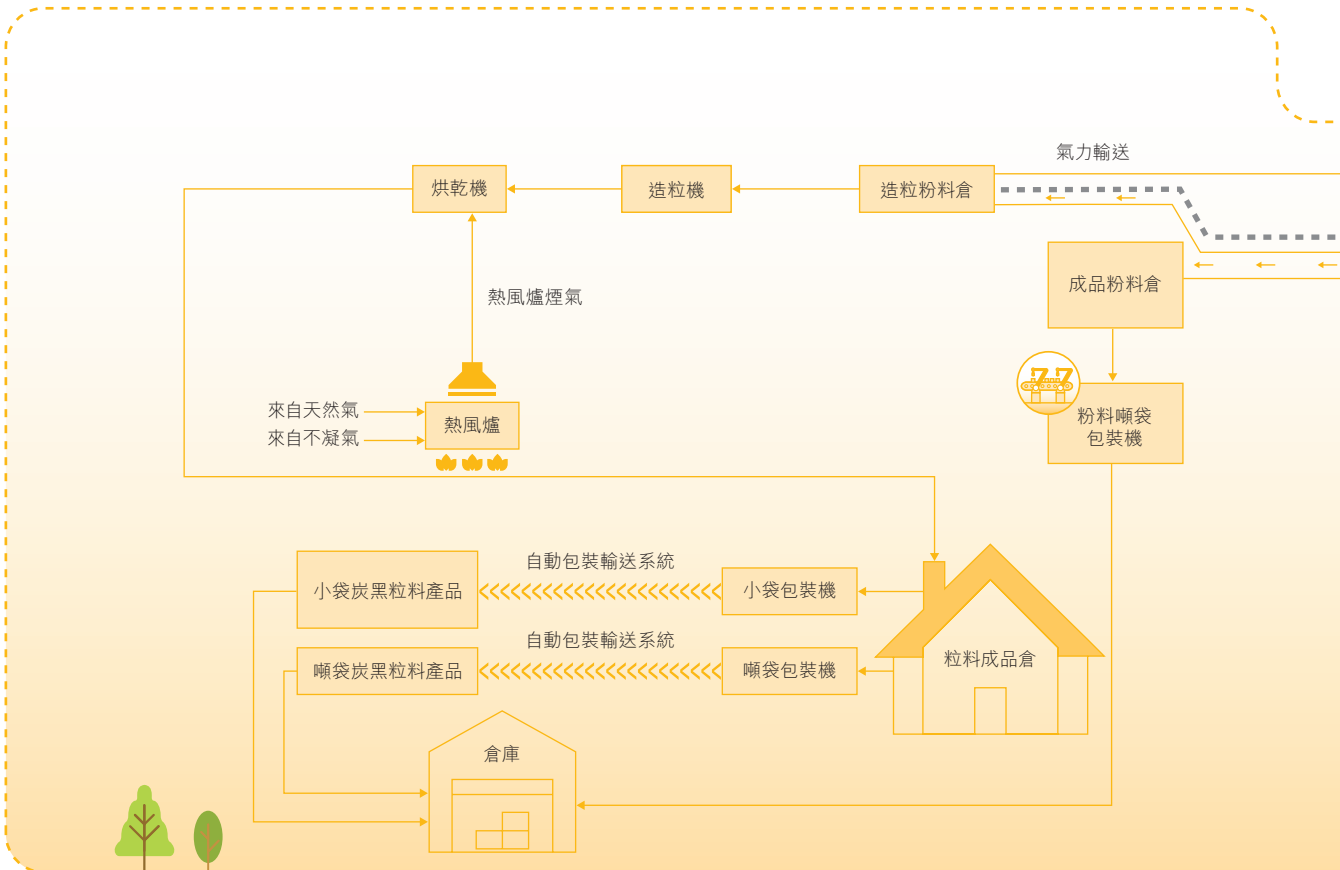 氣力輸送
烘乾機
造粒機
造粒粉料倉
成品粉料倉
熱風爐煙氣
來自天然氣
來自不凝氣
熱風爐
粉料噸袋
包裝機
自動包裝輸送系統
小袋炭黑粒料產品
小袋包裝機
自動包裝輸送系統
噸袋炭黑粒料產品
噸袋包裝機
粒料成品倉
倉庫